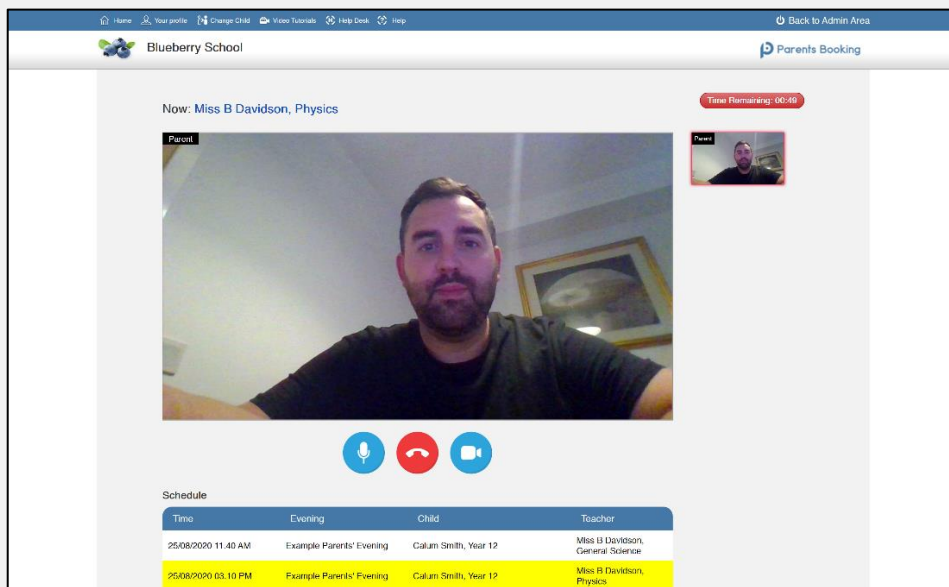 Home Your profile Change Child Video Tutorials Help Desk Help Back to Admin Area
Blueberry School Parents Booking
Now: Miss B Davidson, Physics
Time Remaining: 00:49
Parent
Parent
Schedule
Time Evening Child Teacher
25/08/2020 11.40 AM Example Parents' Evening Calum Smith, Year 12 Miss B Davidson,
General Science
25/08/2020 03.10 PM Example Parents' Evening Calum Smith, Year 12 Miss B Davidson,
Physics